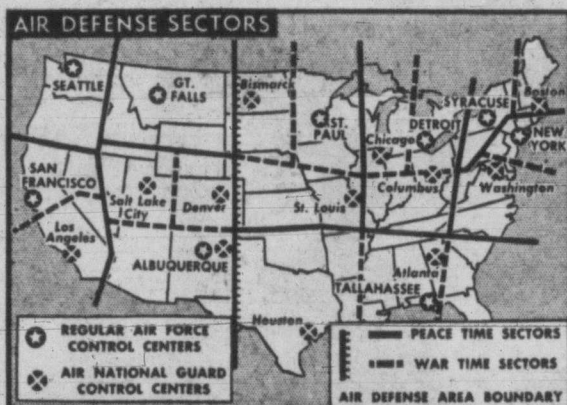 AIR DEFENSE SECTORS
SEATTLE
GT.
FALLS
Bismarck
ST.
PAUL
Chicago
DETROIT
SYRACUSE
Boston
NEW
YORK
SAN
FRANCISCO
Salt Lake
City
Denver
St. Louis
Columbus
Washington
Los
Angeles
ALBUQUERQUE
Atlanta
TALLAHASSEE
Houston
REGULAR AIR FORCE
CONTROL CENTERS
AIR NATIONAL GUARD
CONTROL CENTERS
PEACE TIME SECTORS
WAR TIME SECTORS
AIR DEFENSE AREA BOUNDARY